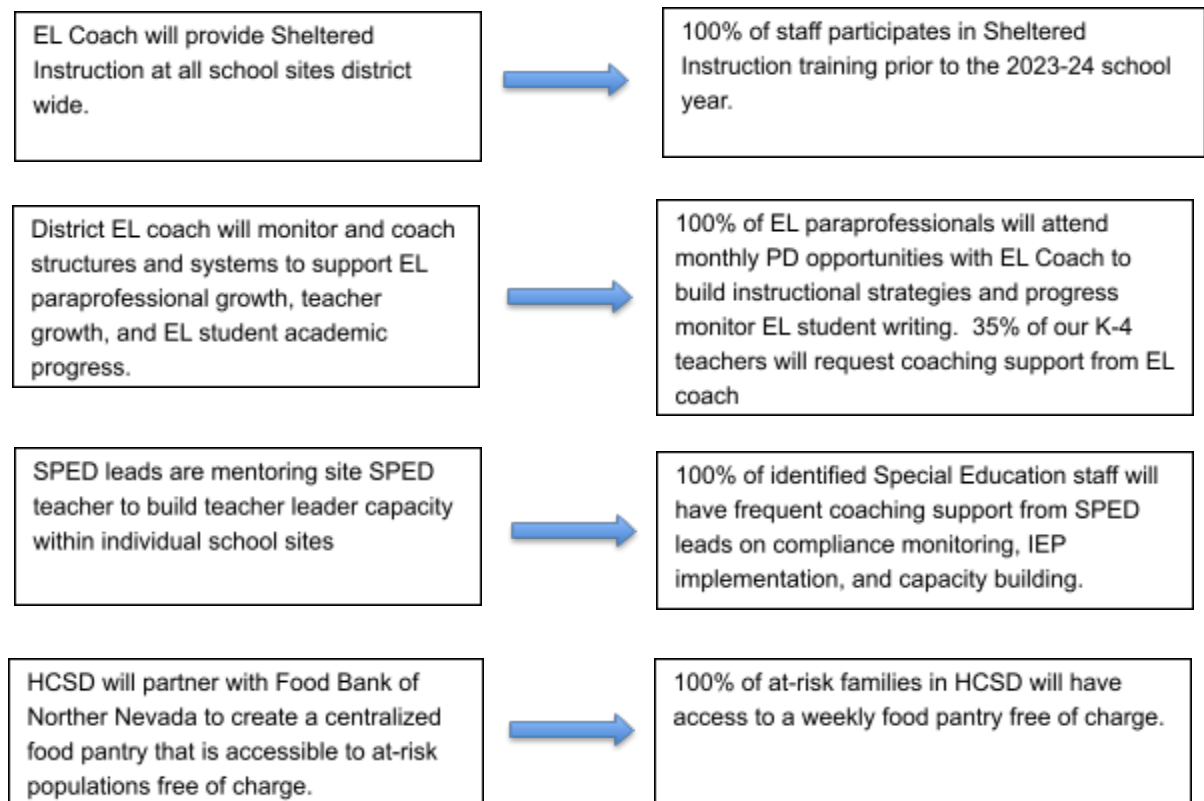 EL Coach will provide Sheltered
Instruction at all school sites district
wide.
100% of staff participates in Sheltered
Instruction training prior to the 2023-24 school
year.
District EL coach will monitor and coach
structures and systems to support EL
paraprofessional growth, teacher
growth, and EL student academic
progress.
100% of EL paraprofessionals will attend
monthly PD opportunities with EL Coach to
build instructional strategies and progress
monitor EL student writing.  35% of our K-4
teachers will request coaching support from EL
coach
SPED leads are mentoring site SPED
teacher to build teacher leader capacity
within individual school sites
100% of identified Special Education staff will
have frequent coaching support from SPED
leads on compliance monitoring, IEP
implementation, and capacity building.
HCSD will partner with Food Bank of
Norther Nevada to create a centralized
food pantry that is accessible to at-risk
populations free of charge.
100% of at-risk families in HCSD will have
access to a weekly food pantry free of charge.